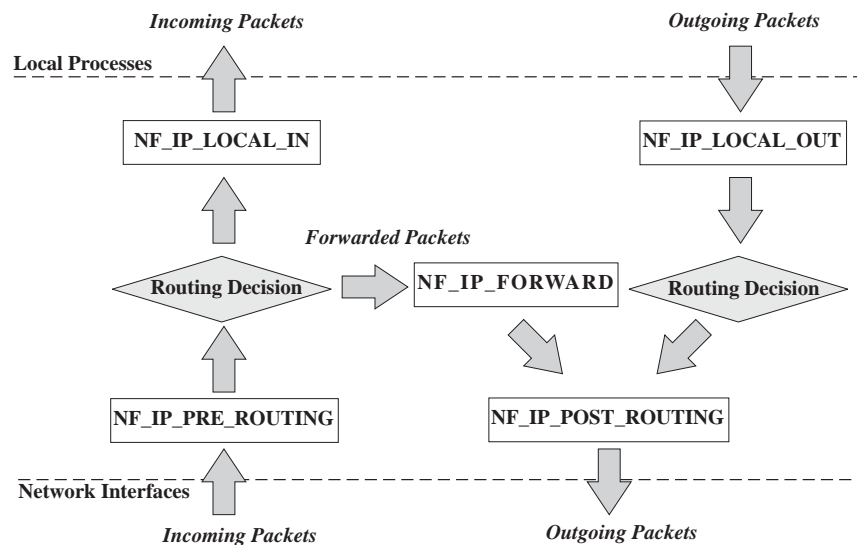 Incoming Packets
Outgoing Packets
Local Processes
NF_IP_LOCAL_IN
NF_IP_LOCAL_OUT
Forwarded Packets
Routing Decision
NF_IP_FORWARD
Routing Decision
NF_IP_PRE_ROUTING
NF_IP_POST_ROUTING
Network Interfaces
Incoming Packets
Outgoing Packets